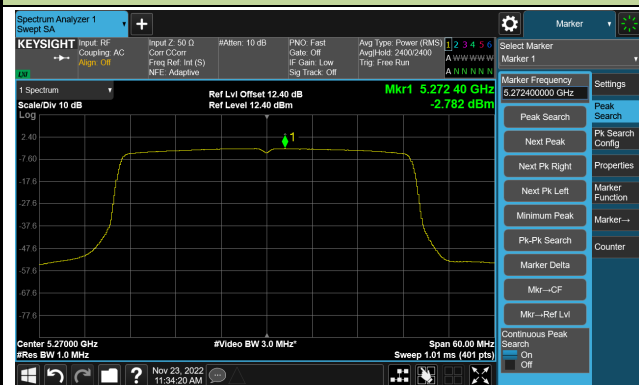 Spectrum Analyzer 1
Swept SA
Marker
KEYSIGHT Input: RF Input Z: 50 Ω #Atten: 10 dB PNO: Fast Avg Type: Power (RMS) 1 2 3 4 5 6
Coupling: AC Corr CCorr Gate: Off Avg|Hold: 2400/2400 A W W W W W
Align: Off Freq Ref: Int (S) IF Gain: Low Trig: Free Run
NFE: Adaptive Sig Track: Off A N N N N N
LXI
Select Marker
Marker 1
1 Spectrum
Ref Lvl Offset 12.40 dB Mkr1 5.272 40 GHz
Scale/Div 10 dB Ref Level 12.40 dBm -2.782 dBm
Log
2.40
-7.60
-17.6
-27.6
-37.6
-47.6
-57.6
-67.6
-77.6
1
Center 5.27000 GHz #Video BW 3.0 MHz* Span 60.00 MHz
#Res BW 1.0 MHz Sweep 1.01 ms (401 pts)
Marker Frequency
5.272400000 GHz
Peak Search
Next Peak
Next Pk Right
Next Pk Left
Minimum Peak
Pk-Pk Search
Marker Delta
Mkr→CF
Mkr→Ref Lvl
Continuous Peak
Search
On
Off
Settings
Peak
Search
Pk Search
Config
Properties
Marker
Function
Marker→
Counter
Nov 23, 2022
11:34:20 AM